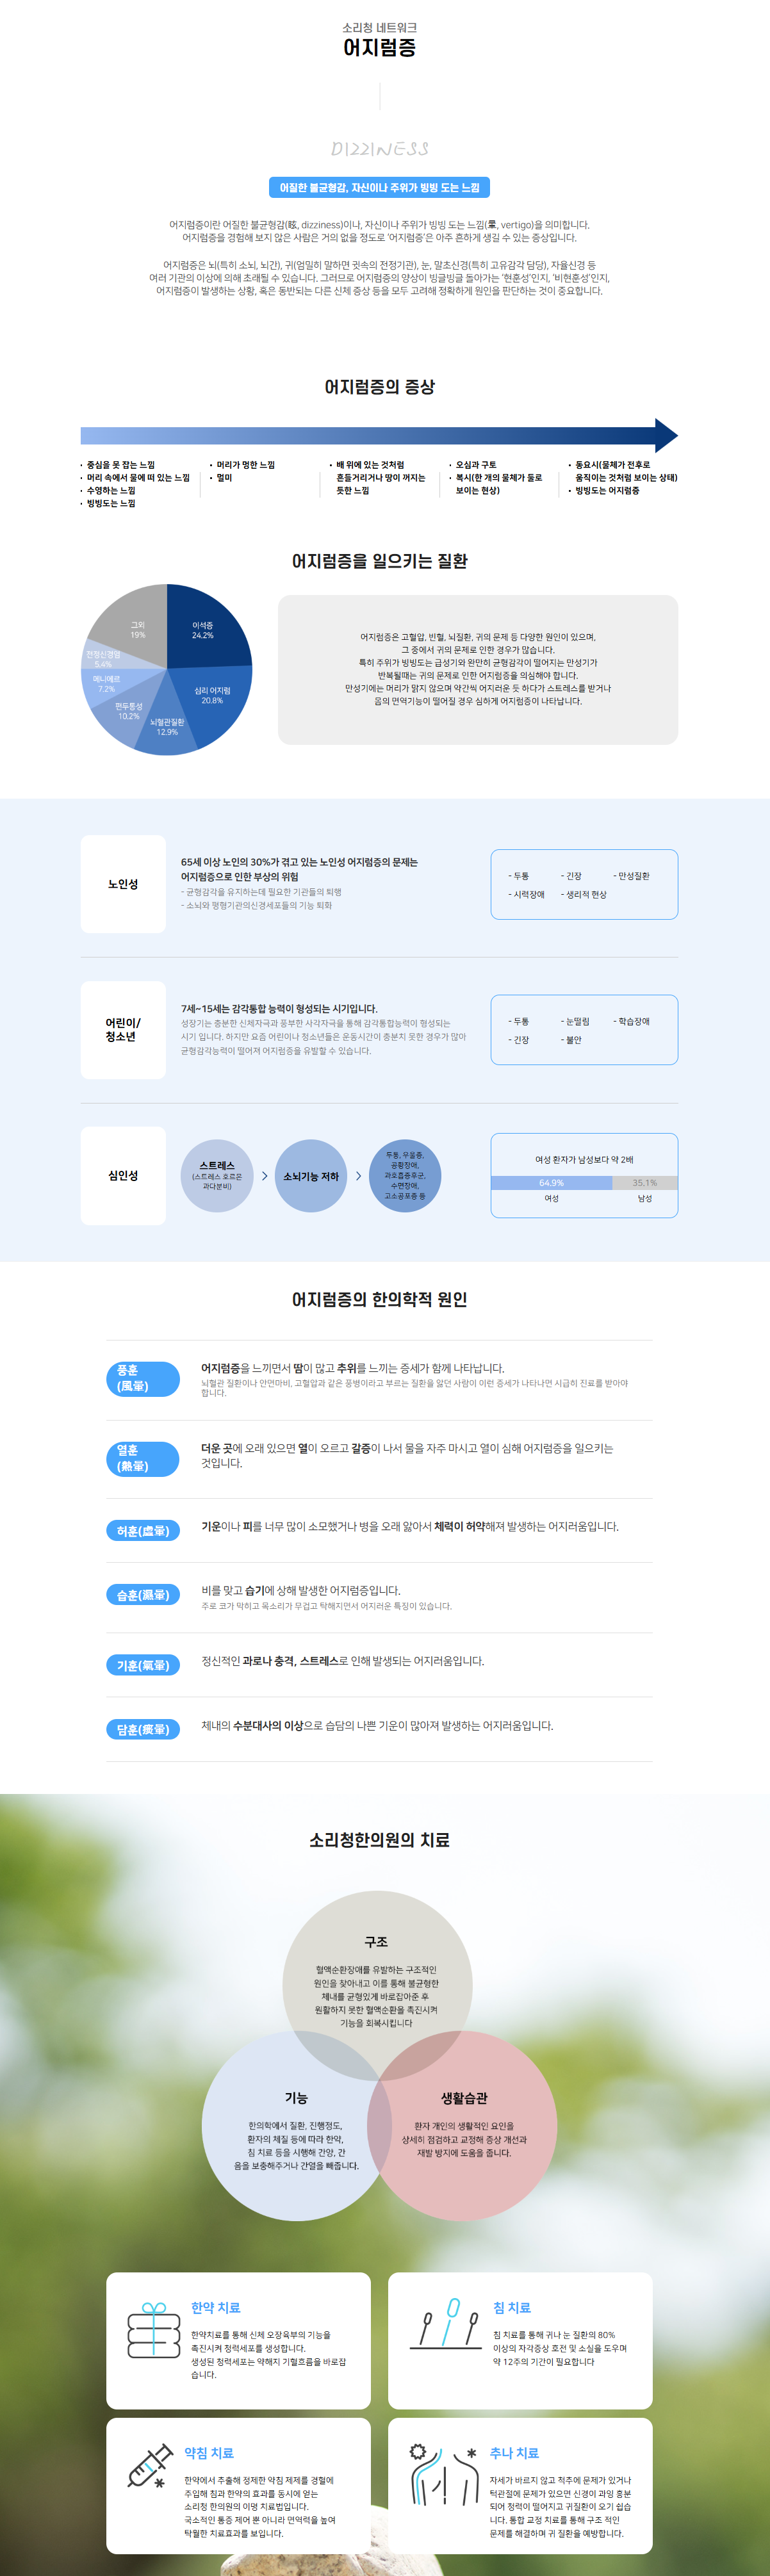 소리청 네트워크
어지럼증
DIZZINESS
어질한 불균형감, 자신이나 주위가 빙빙 도는 느낌
어지럼증이란 어질한 불균형감(眩, dizziness)이나, 자신이나 주위가 빙빙 도는 느낌(暈, vertigo)을 의미합니다.
어지럼증을 경험해 보지 않은 사람은 거의 없을 정도로 '어지럼증'은 아주 흔하게 생길 수 있는 증상입니다.
어지럼증은 뇌(특히 소뇌, 뇌간), 귀(엄밀히 말하면 귓속의 전정기관), 눈, 말초신경(특히 고유감각 담당), 자율신경 등
여러 기관의 이상에 의해 초래될 수 있습니다. 그러므로 어지럼증의 양상이 빙글빙글 돌아가는 '현훈성'인지, '비현훈성'인지,
어지럼증이 발생하는 상황, 혹은 동반되는 다른 신체 증상 등을 모두 고려해 정확하게 원인을 판단하는 것이 중요합니다.
어지럼증의 증상
· 중심을 못 잡는 느낌
· 머리 속에서 물에 떠 있는 느낌
· 수영하는 느낌
· 빙빙도는 느낌
· 머리가 멍한 느낌
· 멀미
· 배 위에 있는 것처럼
흔들거리거나 땅이 꺼지는
듯한 느낌
· 오심과 구토
· 복시(한 개의 물체가 둘로
보이는 현상)
· 동요시(물체가 전후로
움직이는 것처럼 보이는 상태)
· 빙빙도는 어지럼증
어지럼증을 일으키는 질환
이석증
24.2%
심리 어지럼
20.8%
뇌혈관질환
12.9%
편두통성
10.2%
메니에르
7.2%
전정신경염
5.4%
그외
19%
어지럼증은 고혈압, 빈혈, 뇌질환, 귀의 문제 등 다양한 원인이 있으며,
그 중에서 귀의 문제로 인한 경우가 많습니다.
특히 주위가 빙빙도는 급성기와 완만히 균형감각이 떨어지는 만성기가
반복될때는 귀의 문제로 인한 어지럼증을 의심해야 합니다.
만성기에는 머리가 맑지 않으며 약간씩 어지러운 듯 하다가 스트레스를 받거나
몸의 면역기능이 떨어질 경우 심하게 어지럼증이 나타납니다.
노인성
65세 이상 노인의 30%가 겪고 있는 노인성 어지럼증의 문제는
어지럼증으로 인한 부상의 위험
- 균형감각을 유지하는데 필요한 기관들의 퇴행
- 소뇌와 평형기관의신경세포들의 기능 퇴화
- 두통 - 긴장 - 만성질환
- 시력장애 - 생리적 현상
어린이/
청소년
7세~15세는 감각통합 능력이 형성되는 시기입니다.
성장기는 충분한 신체자극과 풍부한 시각자극을 통해 감각통합능력이 형성되는
시기 입니다. 하지만 요즘 어린이나 청소년들은 운동시간이 충분치 못한 경우가 많아
균형감각능력이 떨어져 어지럼증을 유발할 수 있습니다.
- 두통 - 눈떨림 - 학습장애
- 긴장 - 불안
심인성
스트레스
(스트레스 호르몬
과다분비)
소뇌기능 저하
두통, 우울증,
공황장애,
과호흡증후군,
수면장애,
고소공포증 등
여성 환자가 남성보다 약 2배
64.9% 35.1%
여성 남성
어지럼증의 한의학적 원인
풍훈
(風暈)
어지럼증을 느끼면서 땀이 많고 추위를 느끼는 증세가 함께 나타납니다.
뇌혈관 질환이나 안면마비, 고혈압과 같은 풍병이라고 부르는 질환을 앓던 사람이 이런 증세가 나타나면 시급히 진료를 받아야
합니다.
열훈
(熱暈)
더운 곳에 오래 있으면 열이 오르고 갈증이 나서 물을 자주 마시고 열이 심해 어지럼증을 일으키는
것입니다.
허훈(虛暈)
기운이나 피를 너무 많이 소모했거나 병을 오래 앓아서 체력이 허약해져 발생하는 어지러움입니다.
습훈(濕暈)
비를 맞고 습기에 상해 발생한 어지럼증입니다.
주로 코가 막히고 목소리가 무겁고 탁해지면서 어지러운 특징이 있습니다.
기훈(氣暈)
정신적인 과로나 충격, 스트레스로 인해 발생되는 어지러움입니다.
담훈(痰暈)
체내의 수분대사의 이상으로 습담의 나쁜 기운이 많아져 발생하는 어지러움입니다.
소리청한의원의 치료
구조
혈액순환장애를 유발하는 구조적인
원인을 찾아내고 이를 통해 불균형한
체내를 균형있게 바로잡아준 후
원활하지 못한 혈액순환을 촉진시켜
기능을 회복시킵니다
기능
한의학에서 질환, 진행정도,
환자의 체질 등에 따라 한약,
침 치료 등을 시행해 간양, 간
음을 보충해주거나 간열을 빼줍니다.
생활습관
환자 개인의 생활적인 요인을
상세히 점검하고 교정해 증상 개선과
재발 방지에 도움을 줍니다.
한약 치료
한약치료를 통해 신체 오장육부의 기능을
촉진시켜 청력세포를 생성합니다.
생성된 청력세포는 약해지 기혈흐름을 바로잡
습니다.
침 치료
침 치료를 통해 귀나 눈 질환의 80%
이상의 자각증상 호전 및 소실을 도우며
약 12주의 기간이 필요합니다
약침 치료
한약에서 추출해 정제한 약침 제제를 경혈에
주입해 침과 한약의 효과를 동시에 얻는
소리청 한의원의 이명 치료법입니다.
국소적인 통증 제어 뿐 아니라 면역력을 높여
탁월한 치료효과를 보입니다.
추나 치료
자세가 바르지 않고 척추에 문제가 있거나
턱관절에 문제가 있으면 신경이 과잉 흥분
되어 청력이 떨어지고 귀질환이 오기 쉽습
니다. 통합 교정 치료를 통해 구조 적인
문제를 해결하며 귀 질환을 예방합니다.